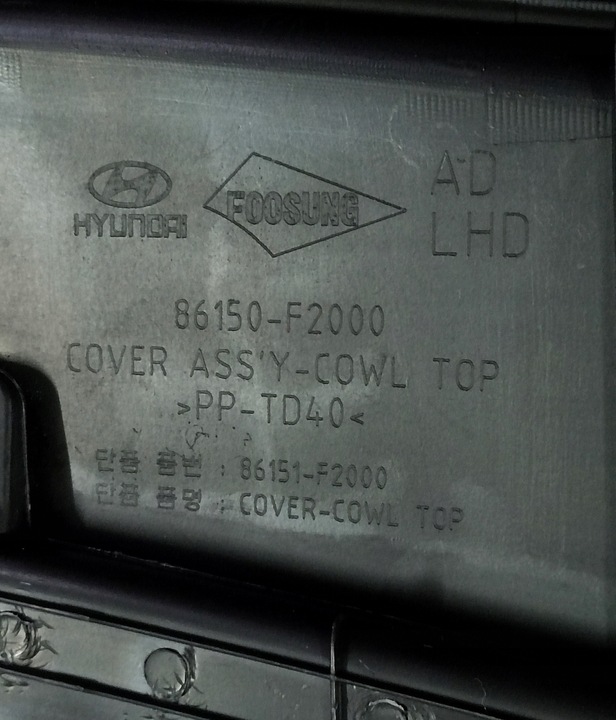 HYUNDAI
FOOSUNG
AD
LHD
86150-F2000
COVER ASS'Y-COWL TOP
>PP-TD40<
단품 품번 : 86151-F2000
단품 품명 : COVER-COWL TOP